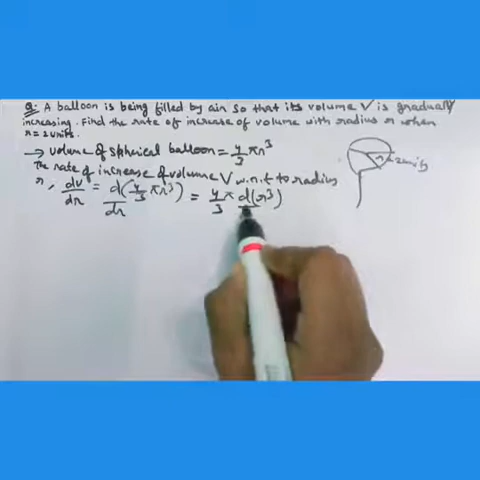 Q: A balloon is being filled by air so that its volume V is gradually
increasing. Find the rate of increase of volume with radius r when
r = 2 units.
→ volume of spherical balloon = 4/3 πr³
r = 2 units
The rate of increase of volume V w.r.t to radius
r, dv/dr = d(4/3 πr³)/dr = 4/3 π d(r³)